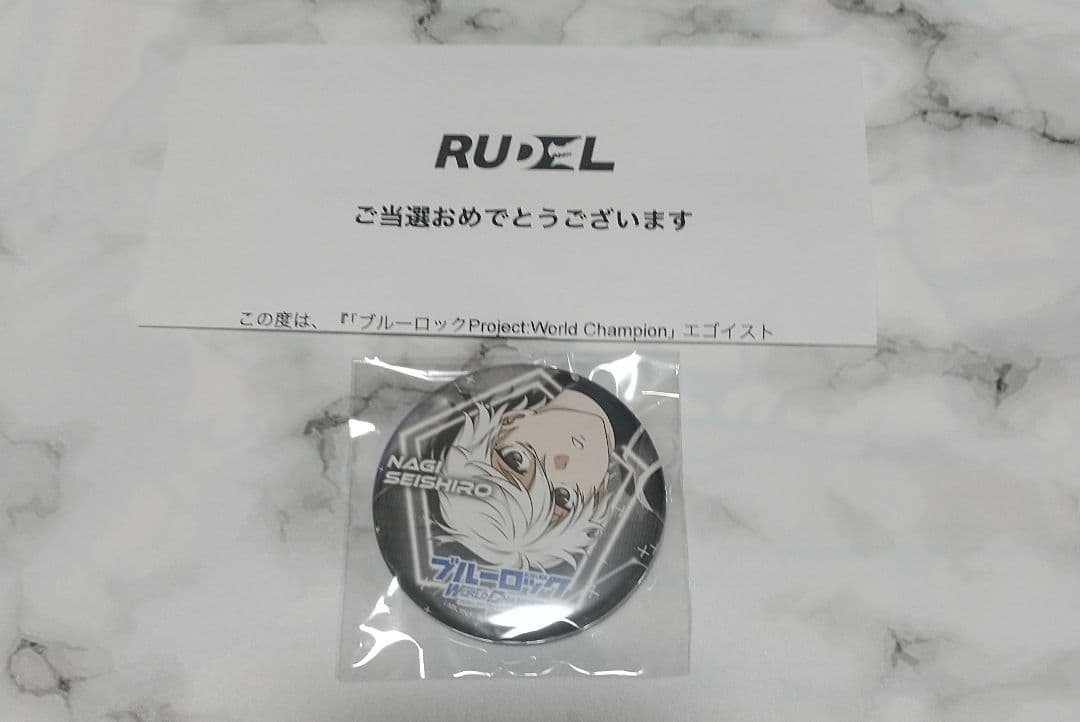 RUDEL
ご当選おめでとうございます
この度は、『「ブルーロックProject:World Champion」エゴイスト
NAGI
SEISHIRO
ブルーロック
WORLD CHAMPION